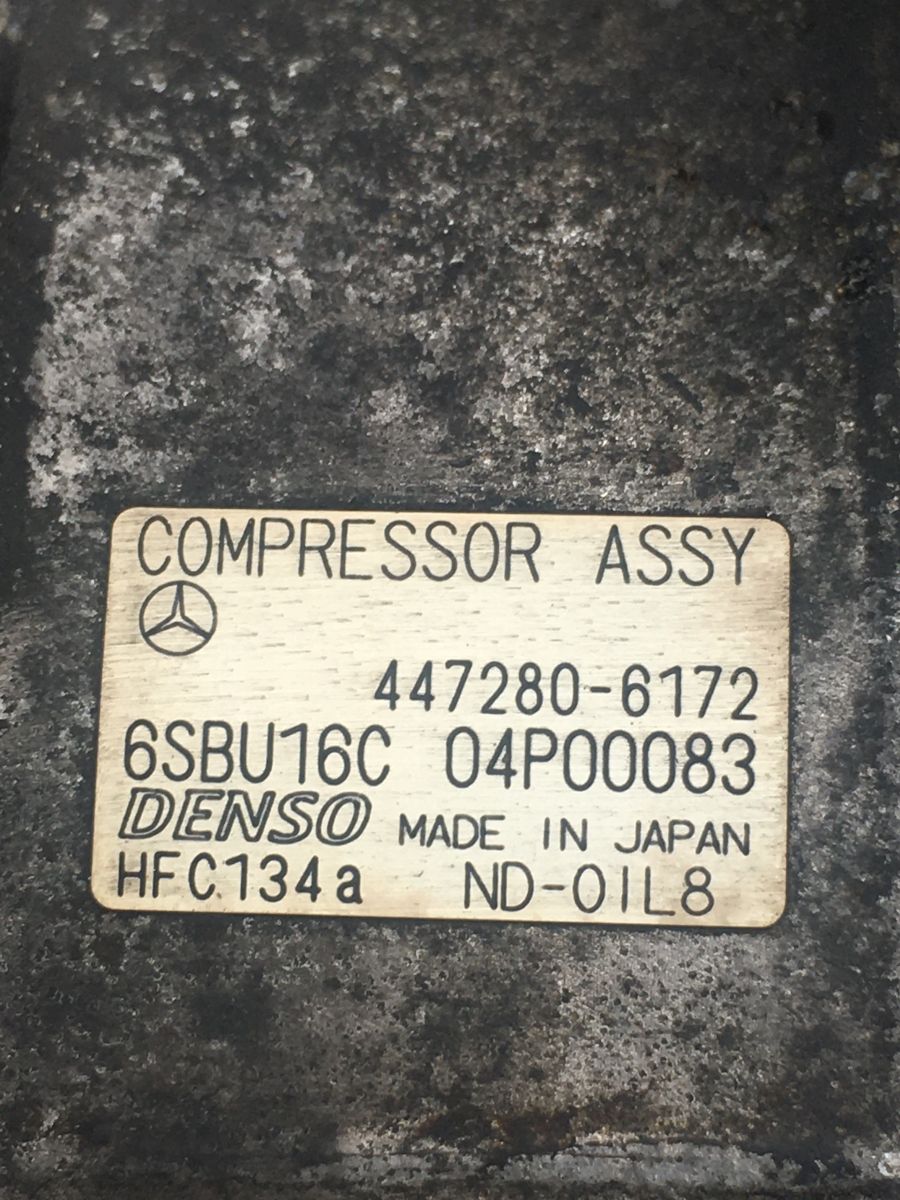 COMPRESSOR ASSY
447280-6172
6SBU16C 04P00083
DENSO MADE IN JAPAN
HFC134a ND-OIL8